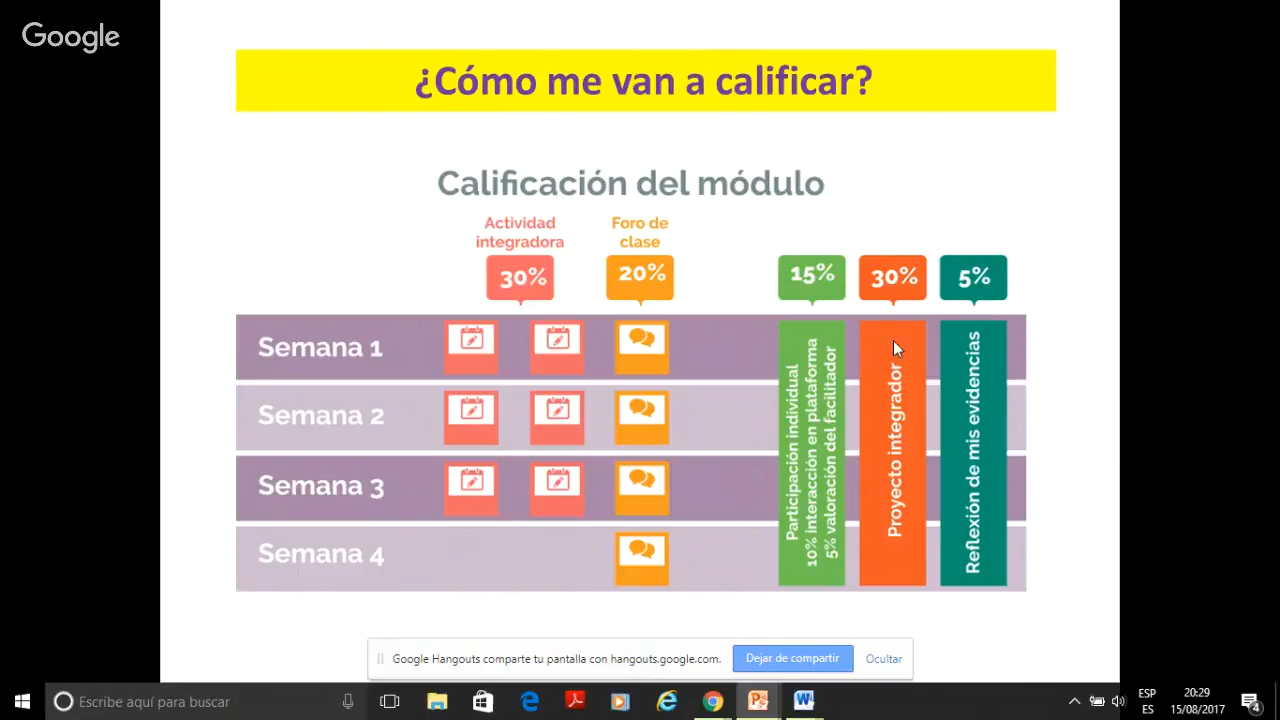 Google
¿Cómo me van a calificar?
Calificación del módulo
Actividad
integradora
30%
Foro de
clase
20%
15%
30%
5%
Semana 1
Semana 2
Semana 3
Semana 4
Participación individual
10% interacción en plataforma
5% valoración del facilitador
Proyecto integrador
Reflexión de mis evidencias
Google Hangouts comparte tu pantalla con hangouts.google.com.
Dejar de compartir
Ocultar
Escribe aquí para buscar
ESP
ES
20:29
15/08/2017
4